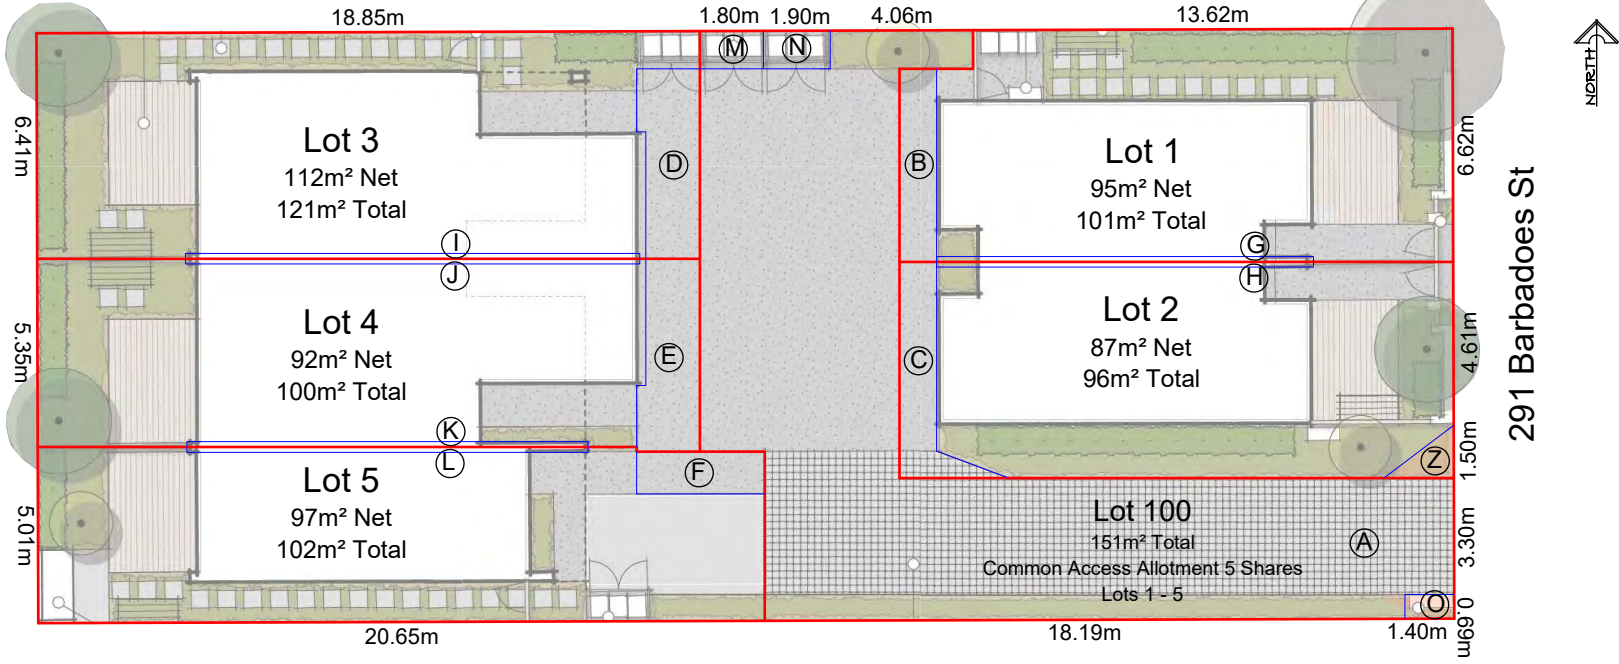 18.85m
1.80m
1.90m
4.06m
13.62m
NORTH
M
N
6.41m
Lot 3
112m² Net
121m² Total
D
B
Lot 1
95m² Net
101m² Total
6.62m
I
J
G
H
291 Barbadoes St
5.35m
Lot 4
92m² Net
100m² Total
E
C
Lot 2
87m² Net
96m² Total
4.61m
K
L
F
Z
1.50m
5.01m
Lot 5
97m² Net
102m² Total
Lot 100
151m² Total
Common Access Allotment 5 Shares
Lots 1 - 5
A
3.30m
O
0.69m
20.65m
18.19m
1.40m